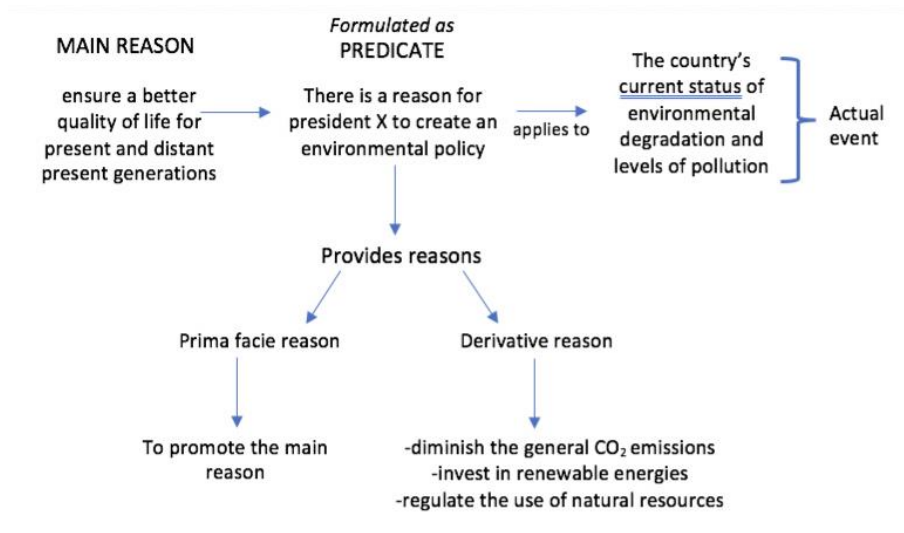 MAIN REASON
ensure a better
quality of life for
present and distant
present generations
Formulated as
PREDICATE
There is a reason for
president X to create an
environmental policy
applies to
The country's
current status of
environmental
degradation and
levels of pollution
Actual
event
Provides reasons
Prima facie reason
To promote the main
reason
Derivative reason
-diminish the general CO₂ emissions
-invest in renewable energies
-regulate the use of natural resources